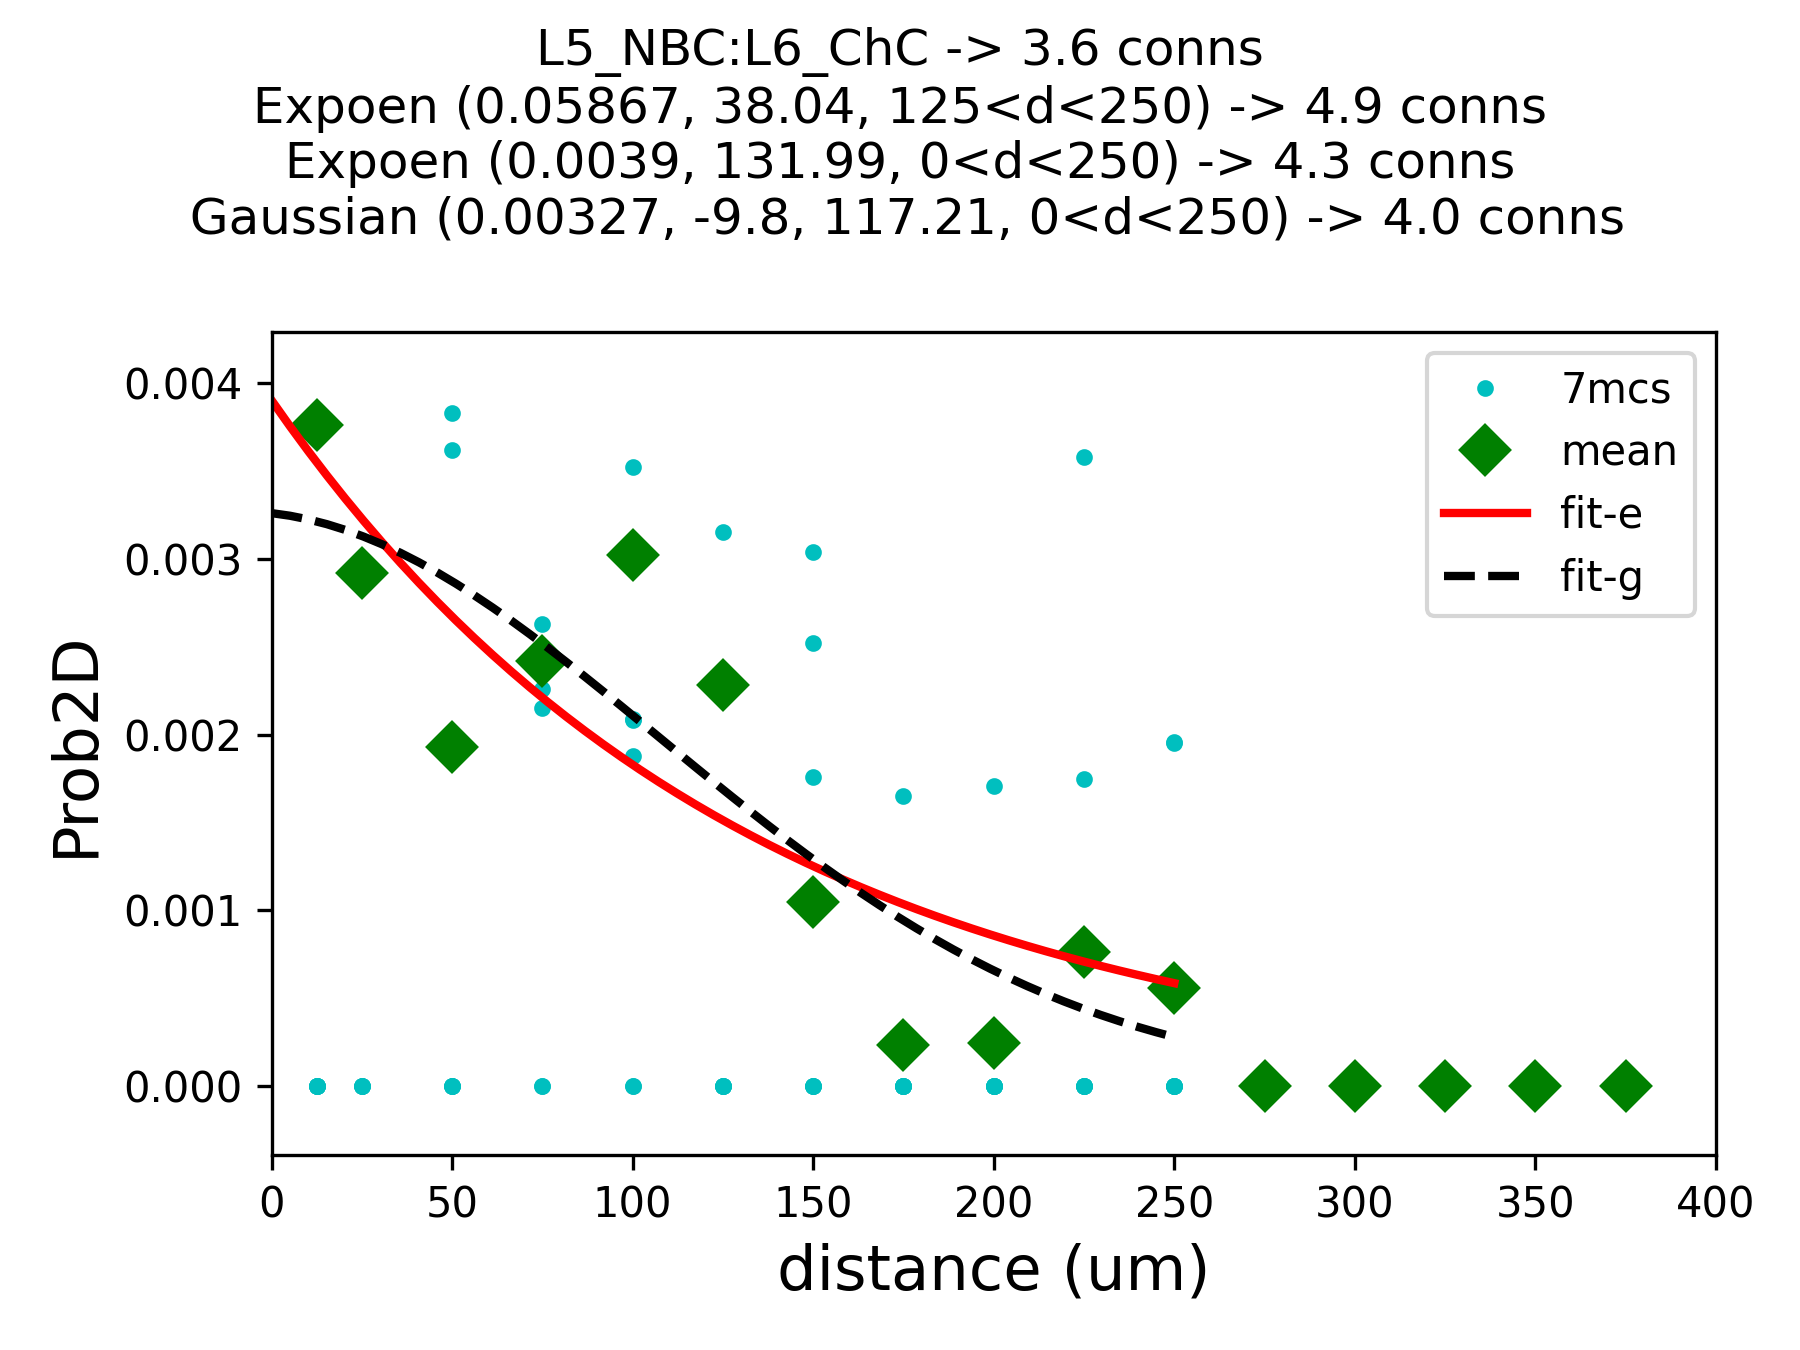 L5_NBC:L6_ChC -> 3.6 conns
Expoen (0.05867, 38.04, 125<d<250) -> 4.9 conns
Expoen (0.0039, 131.99, 0<d<250) -> 4.3 conns
Gaussian (0.00327, -9.8, 117.21, 0<d<250) -> 4.0 conns
7mcs
mean
fit-e
fit-g
Prob2D
0.004
0.003
0.002
0.001
0.000
0 50 100 150 200 250 300 350 400
distance (um)